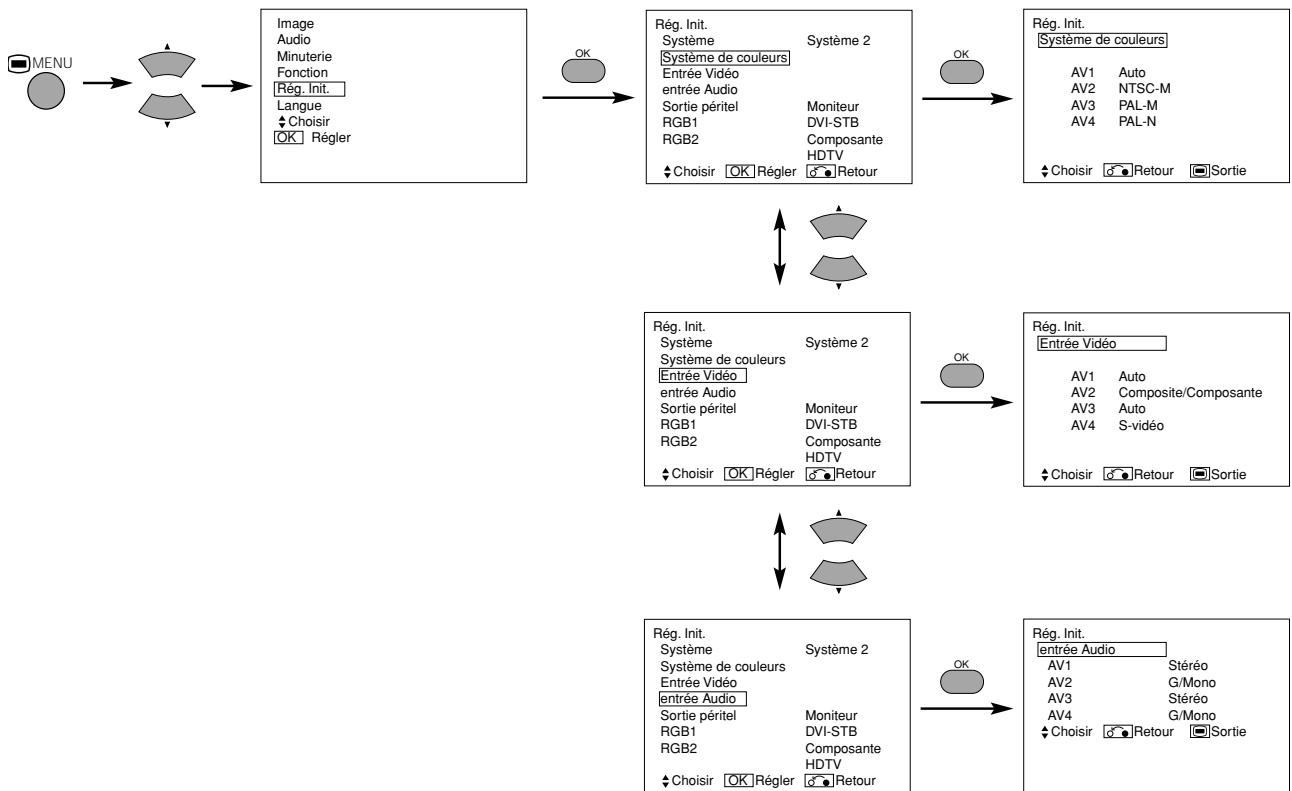 MENU
Image
Audio
Minuterie
Fonction
Rég. Init.
Langue
Choisir
OK Régler
OK
Rég. Init.
Système Système 2
Système de couleurs
Entrée Vidéo
entrée Audio
Sortie péritel Moniteur
RGB1 DVI-STB
RGB2 Composante
HDTV
Choisir OK Régler Retour
OK
Rég. Init.
Système de couleurs
AV1 Auto
AV2 NTSC-M
AV3 PAL-M
AV4 PAL-N
Choisir Retour Sortie
Rég. Init.
Système Système 2
Système de couleurs
Entrée Vidéo
entrée Audio
Sortie péritel Moniteur
RGB1 DVI-STB
RGB2 Composante
HDTV
Choisir OK Régler Retour
OK
Rég. Init.
Entrée Vidéo
AV1 Auto
AV2 Composite/Composante
AV3 Auto
AV4 S-vidéo
Choisir Retour Sortie
Rég. Init.
Système Système 2
Système de couleurs
Entrée Vidéo
entrée Audio
Sortie péritel Moniteur
RGB1 DVI-STB
RGB2 Composante
HDTV
Choisir OK Régler Retour
OK
Rég. Init.
entrée Audio
AV1 Stéréo
AV2 G/Mono
AV3 Stéréo
AV4 G/Mono
Choisir Retour Sortie